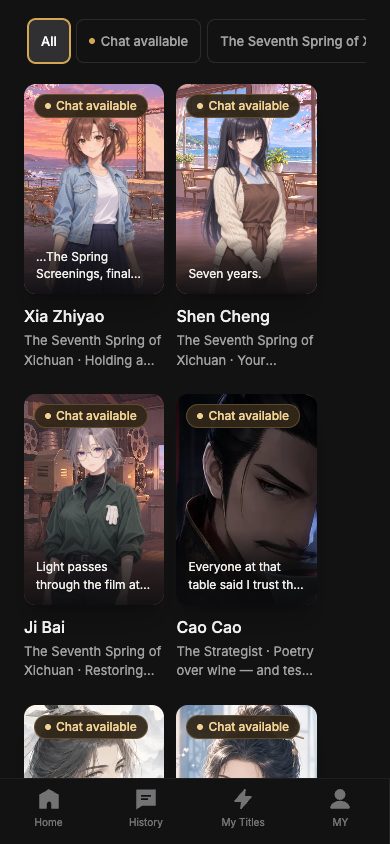 All
Chat available
The Seventh Spring of
Chat available
Chat available
...The Spring
Screenings, final...
Seven years.
Xia Zhiyao
Shen Cheng
The Seventh Spring of
Xichuan · Holding a...
The Seventh Spring of
Xichuan · Your...
Chat available
Chat available
Light passes
through the film at...
Everyone at that
table said I trust th...
Ji Bai
Cao Cao
The Seventh Spring of
Xichuan · Restoring...
The Strategist · Poetry
over wine — and tes...
Chat available
Chat available
Home
History
My Titles
MY